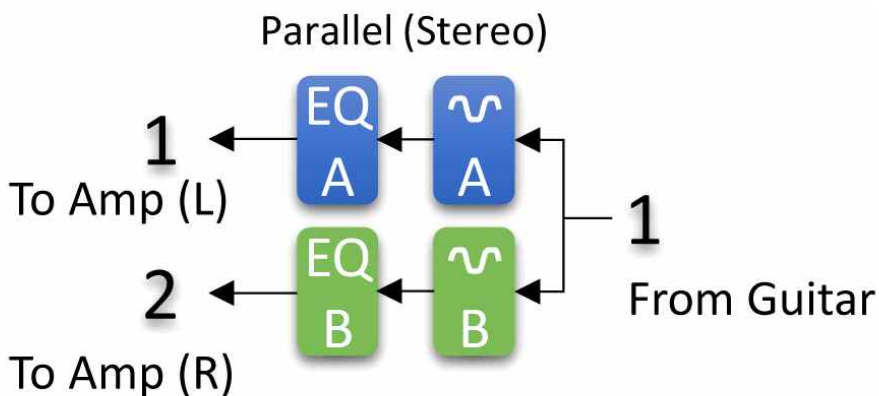 Parallel (Stereo)
EQ
A
A
1
To Amp (L)
1
From Guitar
EQ
B
B
2
To Amp (R)